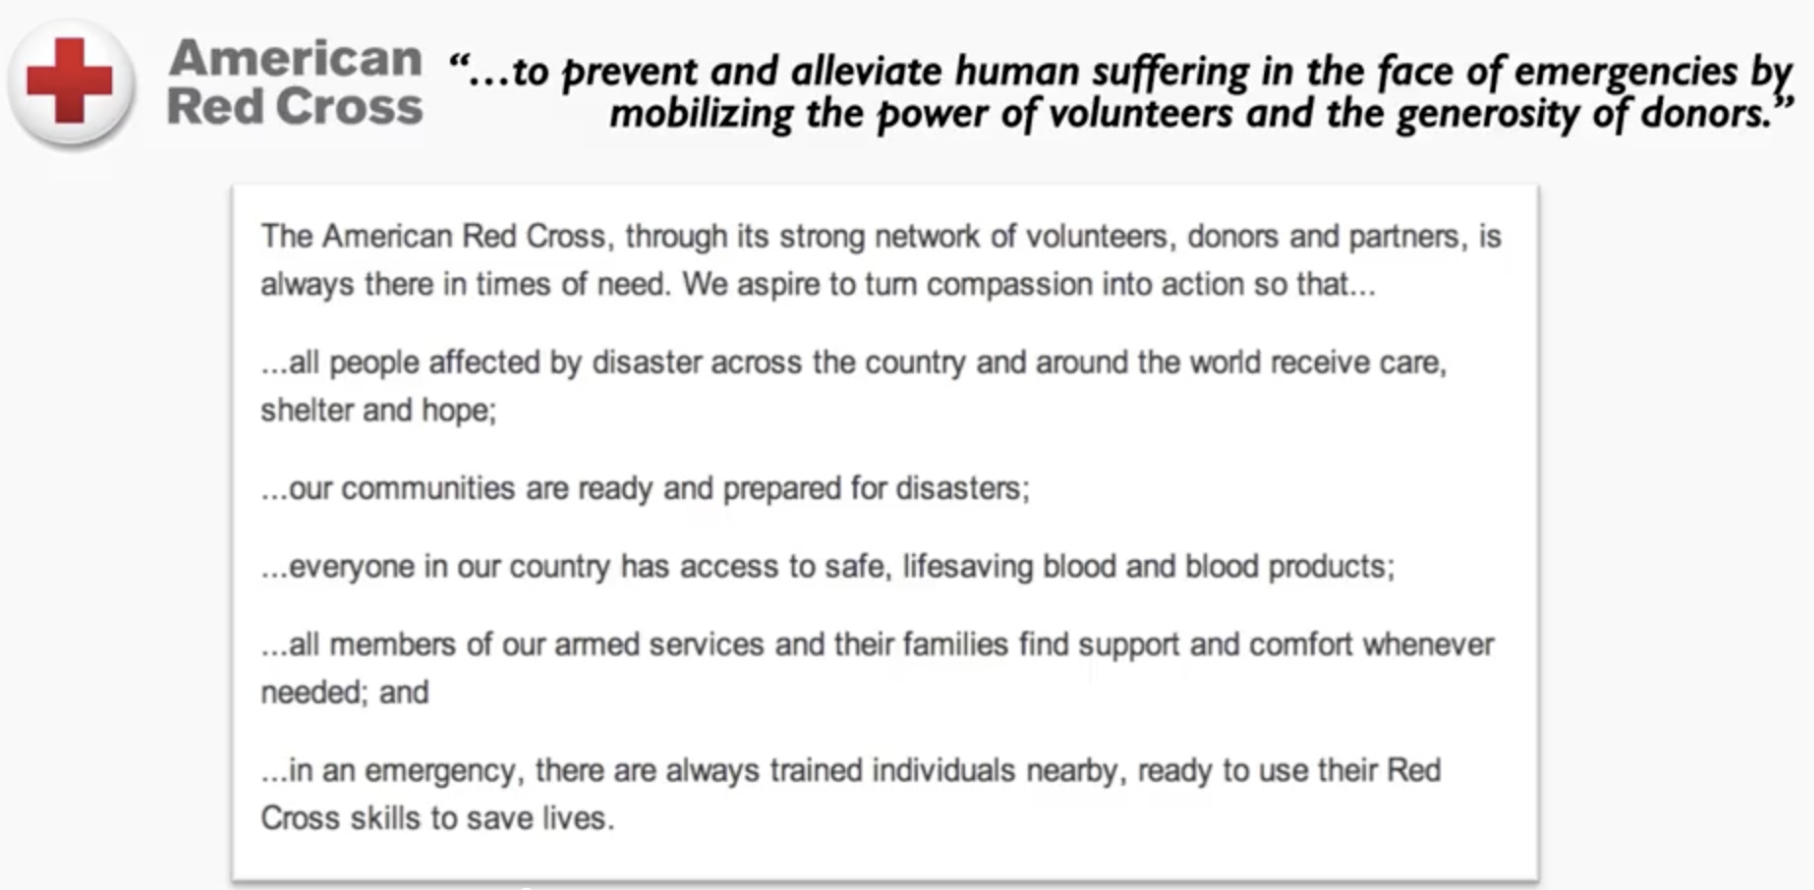 American
Red Cross
“...to prevent and alleviate human suffering in the face of emergencies by
mobilizing the power of volunteers and the generosity of donors.”
The American Red Cross, through its strong network of volunteers, donors and partners, is
always there in times of need. We aspire to turn compassion into action so that...
...all people affected by disaster across the country and around the world receive care,
shelter and hope;
...our communities are ready and prepared for disasters;
...everyone in our country has access to safe, lifesaving blood and blood products;
...all members of our armed services and their families find support and comfort whenever
needed; and
...in an emergency, there are always trained individuals nearby, ready to use their Red
Cross skills to save lives.